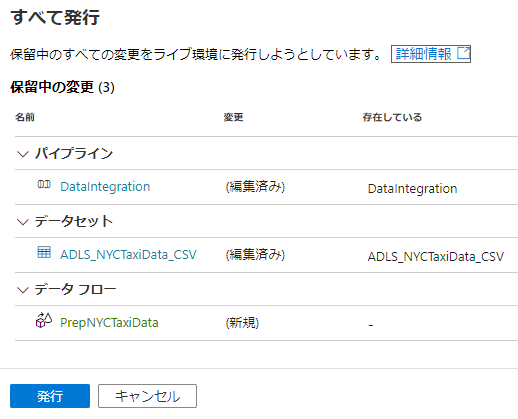 すべて発行
保留中のすべての変更をライブ環境に発行しようとしています。 詳細情報
保留中の変更 (3)
名前 変更 存在している
パイプライン
DataIntegration (編集済み) DataIntegration
データセット
ADLS_NYCTaxiData_CSV (編集済み) ADLS_NYCTaxiData_CSV
データ フロー
PrepNYCTaxiData (新規) -
発行 キャンセル